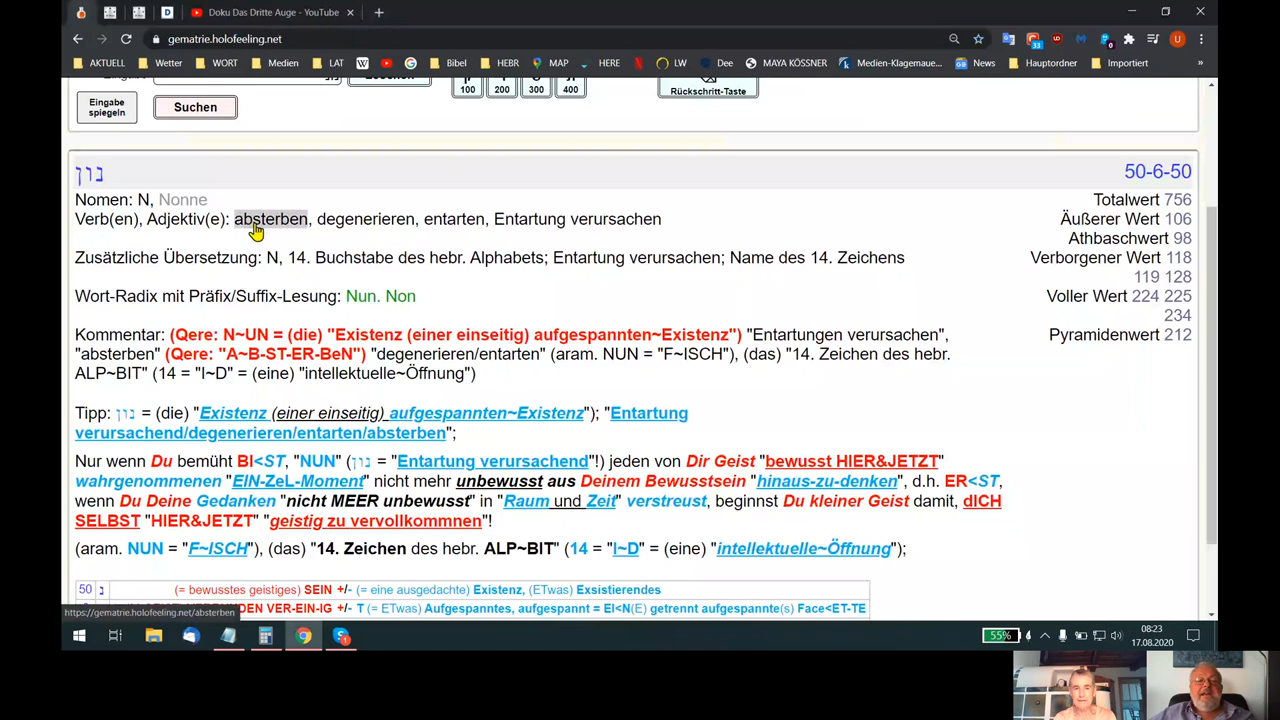 Doku Das Dritte Auge - YouTube
gematrie.holofeeling.net
33
0
U
AKTUELL Wetter WORT Medien LAT W Bibel HEBR MAP HERE LW Dee MAYA KÖSSNER Medien-Klagemaue... News Hauptordner Importiert »
100 200 300 400
Rückschritt-Taste
Eingabe
spiegeln
Suchen
נון 50-6-50
Nomen: N, Nonne Totalwert 756
Verb(en), Adjektiv(e): absterben, degenerieren, entarten, Entartung verursachen Äußerer Wert 106
Athbaschwert 98
Zusätzliche Übersetzung: N, 14. Buchstabe des hebr. Alphabets; Entartung verursachen; Name des 14. Zeichens Verborgener Wert 118
119 128
Wort-Radix mit Präfix/Suffix-Lesung: Nun. Non Voller Wert 224 225
234
Kommentar: (Qere: N~UN = (die) "Existenz (einer einseitig) aufgespannten~Existenz") "Entartungen verursachen", Pyramidenwert 212
"absterben" (Qere: "A~B-ST-ER-BeN") "degenerieren/entarten" (aram. NUN = "F~ISCH"), (das) "14. Zeichen des hebr.
ALP~BIT" (14 = "I~D" = (eine) "intellektuelle~Öffnung")
Tipp: נון = (die) "Existenz (einer einseitig) aufgespannten~Existenz"); "Entartung
verursachend/degenerieren/entarten/absterben";
Nur wenn Du bemüht BI<ST, "NUN" (נון = "Entartung verursachend"!) jeden von Dir Geist "bewusst HIER&JETZT"
wahrgenommenen "EIN-ZeL-Moment" nicht mehr unbewusst aus Deinem Bewusstsein "hinaus-zu-denken", d.h. ER<ST,
wenn Du Deine Gedanken "nicht MEER unbewusst" in "Raum und Zeit" verstreust, beginnst Du kleiner Geist damit, dICH
SELBST "HIER&JETZT" "geistig zu vervollkommnen"!
(aram. NUN = "F~ISCH"), (das) "14. Zeichen des hebr. ALP~BIT" (14 = "I~D" = (eine) "intellektuelle~Öffnung");
50 נ (= bewusstes geistiges) SEIN +/- (= eine ausgedachte) Existenz, (ETwas) Exsistierendes
VER-EIN-IG +/- T (= ETwas) Aufgespanntes, aufgespannt = EI<N(E) getrennt aufgespannte(s) Face<ET-TE
https://gematrie.holofeeling.net/absterben
55%
08:23
17.08.2020